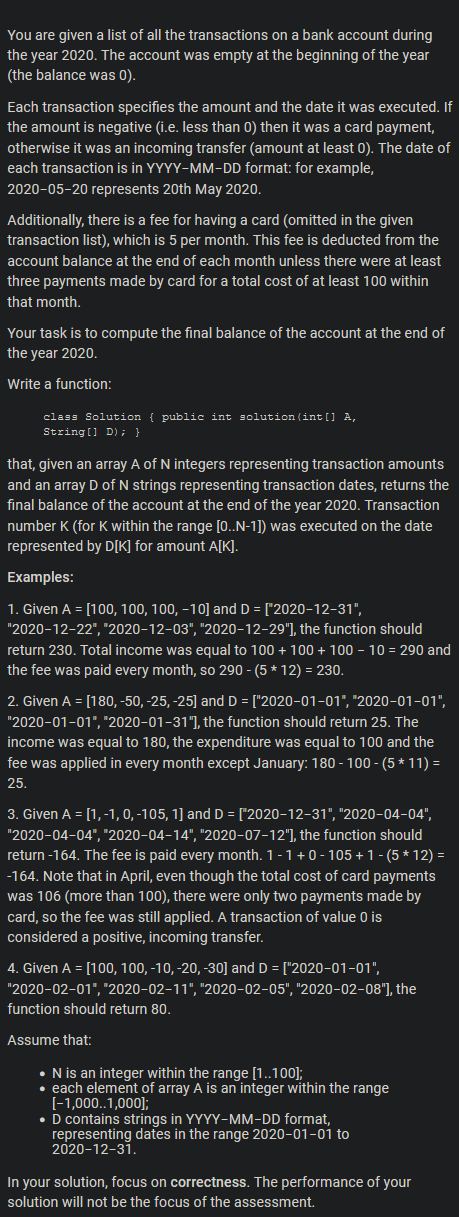 You are given a list of all the transactions on a bank account during
the year 2020. The account was empty at the beginning of the year
(the balance was 0).
Each transaction specifies the amount and the date it was executed. If
the amount is negative (i.e. less than 0) then it was a card payment,
otherwise it was an incoming transfer (amount at least 0). The date of
each transaction is in YYYY-MM-DD format: for example,
2020-05-20 represents 20th May 2020.
Additionally, there is a fee for having a card (omitted in the given
transaction list), which is 5 per month. This fee is deducted from the
account balance at the end of each month unless there were at least
three payments made by card for a total cost of at least 100 within
that month.
Your task is to compute the final balance of the account at the end of
the year 2020.
Write a function:
class Solution { public int solution(int[] A,
String[] D); }
that, given an array A of N integers representing transaction amounts
and an array D of N strings representing transaction dates, returns the
final balance of the account at the end of the year 2020. Transaction
number K (for K within the range [0..N-1]) was executed on the date
represented by D[K] for amount A[K].
Examples:
1. Given A = [100, 100, 100, −10] and D = ["2020−12−31",
"2020−12−22", "2020−12−03", "2020−12−29"], the function should
return 230. Total income was equal to 100 + 100 + 100 − 10 = 290 and
the fee was paid every month, so 290 - (5 * 12) = 230.
2. Given A = [180, -50, -25, -25] and D = ["2020−01−01", "2020−01−01",
"2020−01−01", "2020−01−31"], the function should return 25. The
income was equal to 180, the expenditure was equal to 100 and the
fee was applied in every month except January: 180 - 100 - (5 * 11) =
25.
3. Given A = [1, -1, 0, -105, 1] and D = ["2020−12−31", "2020−04−04",
"2020−04−04", "2020−04−14", "2020−07−12"], the function should
return -164. The fee is paid every month. 1 - 1 + 0 - 105 + 1 - (5 * 12) =
-164. Note that in April, even though the total cost of card payments
was 106 (more than 100), there were only two payments made by
card, so the fee was still applied. A transaction of value 0 is
considered a positive, incoming transfer.
4. Given A = [100, 100, -10, -20, -30] and D = ["2020−01−01",
"2020−02−01", "2020−02−11", "2020−02−05", "2020−02−08"], the
function should return 80.
Assume that:
• N is an integer within the range [1..100];
• each element of array A is an integer within the range
[−1,000..1,000];
• D contains strings in YYYY−MM−DD format,
representing dates in the range 2020−01−01 to
2020−12−31.
In your solution, focus on correctness. The performance of your
solution will not be the focus of the assessment.